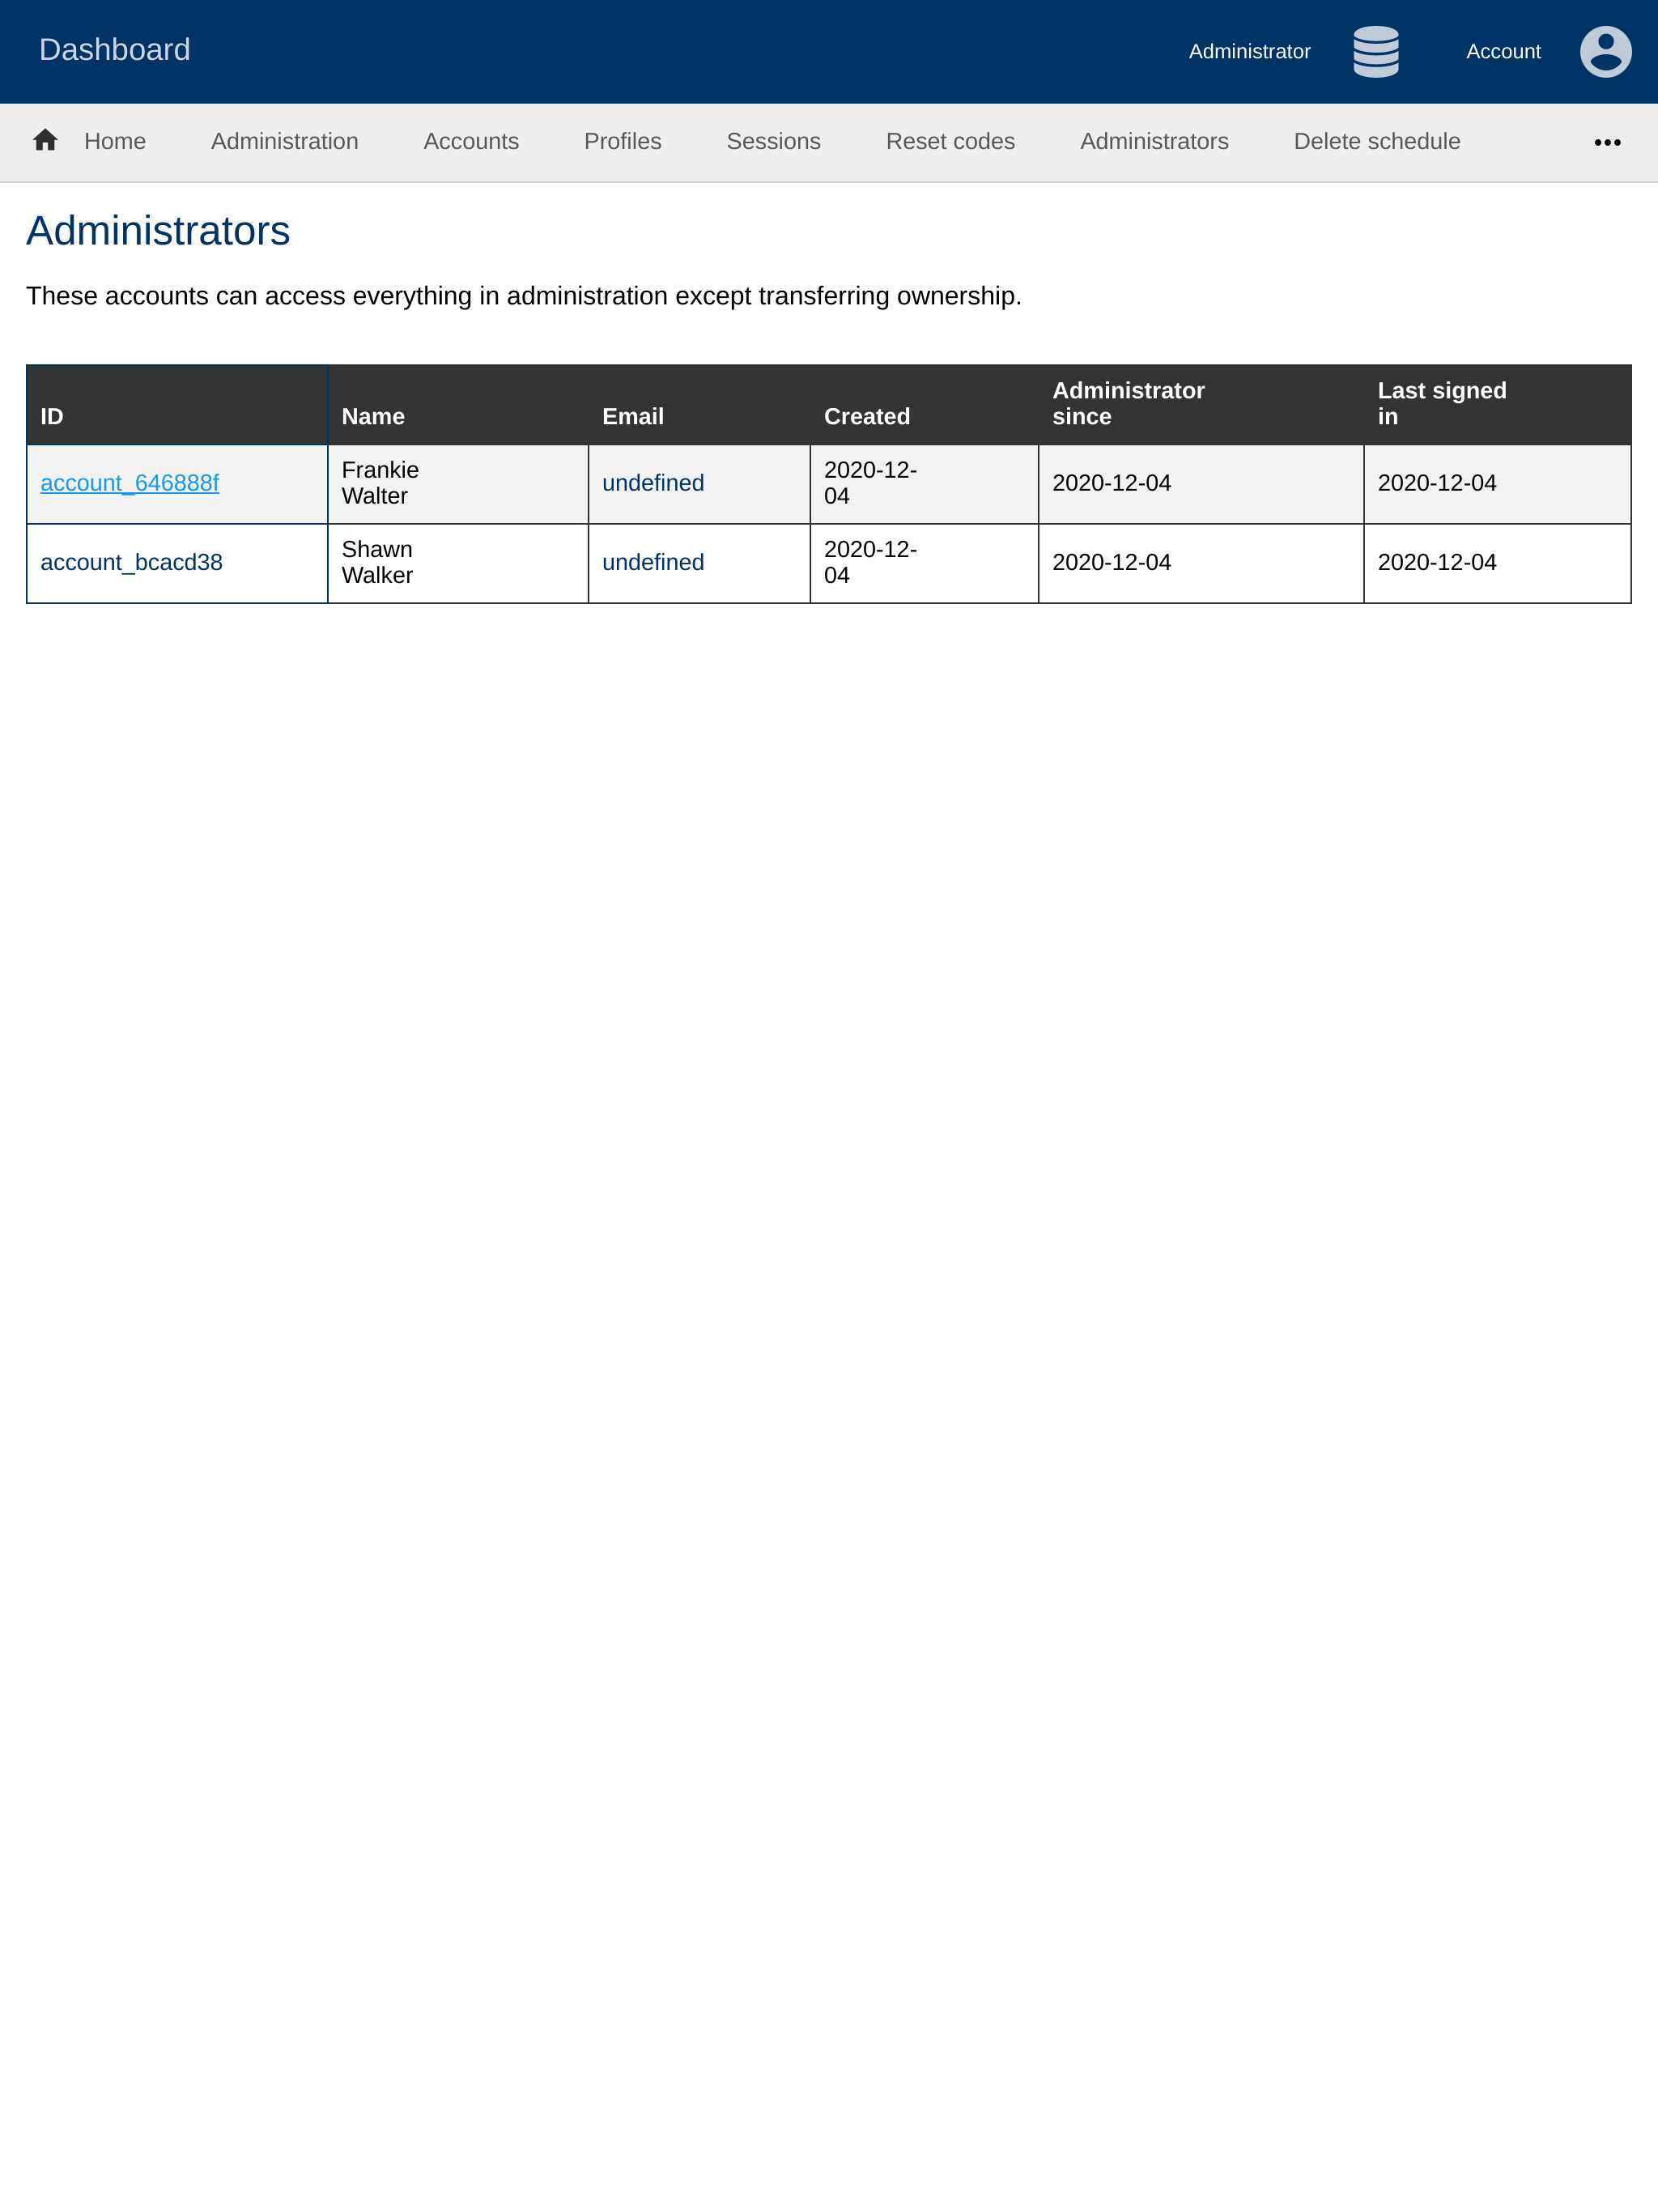 Dashboard
Administrator
Account
Home
Administration
Accounts
Profiles
Sessions
Reset codes
Administrators
Delete schedule
Administrators
These accounts can access everything in administration except transferring ownership.
ID
Name
Email
Created
Administrator
since
Last signed
in
account_646888f
Frankie
Walter
undefined
2020-12-
04
2020-12-04
2020-12-04
account_bcacd38
Shawn
Walker
undefined
2020-12-
04
2020-12-04
2020-12-04